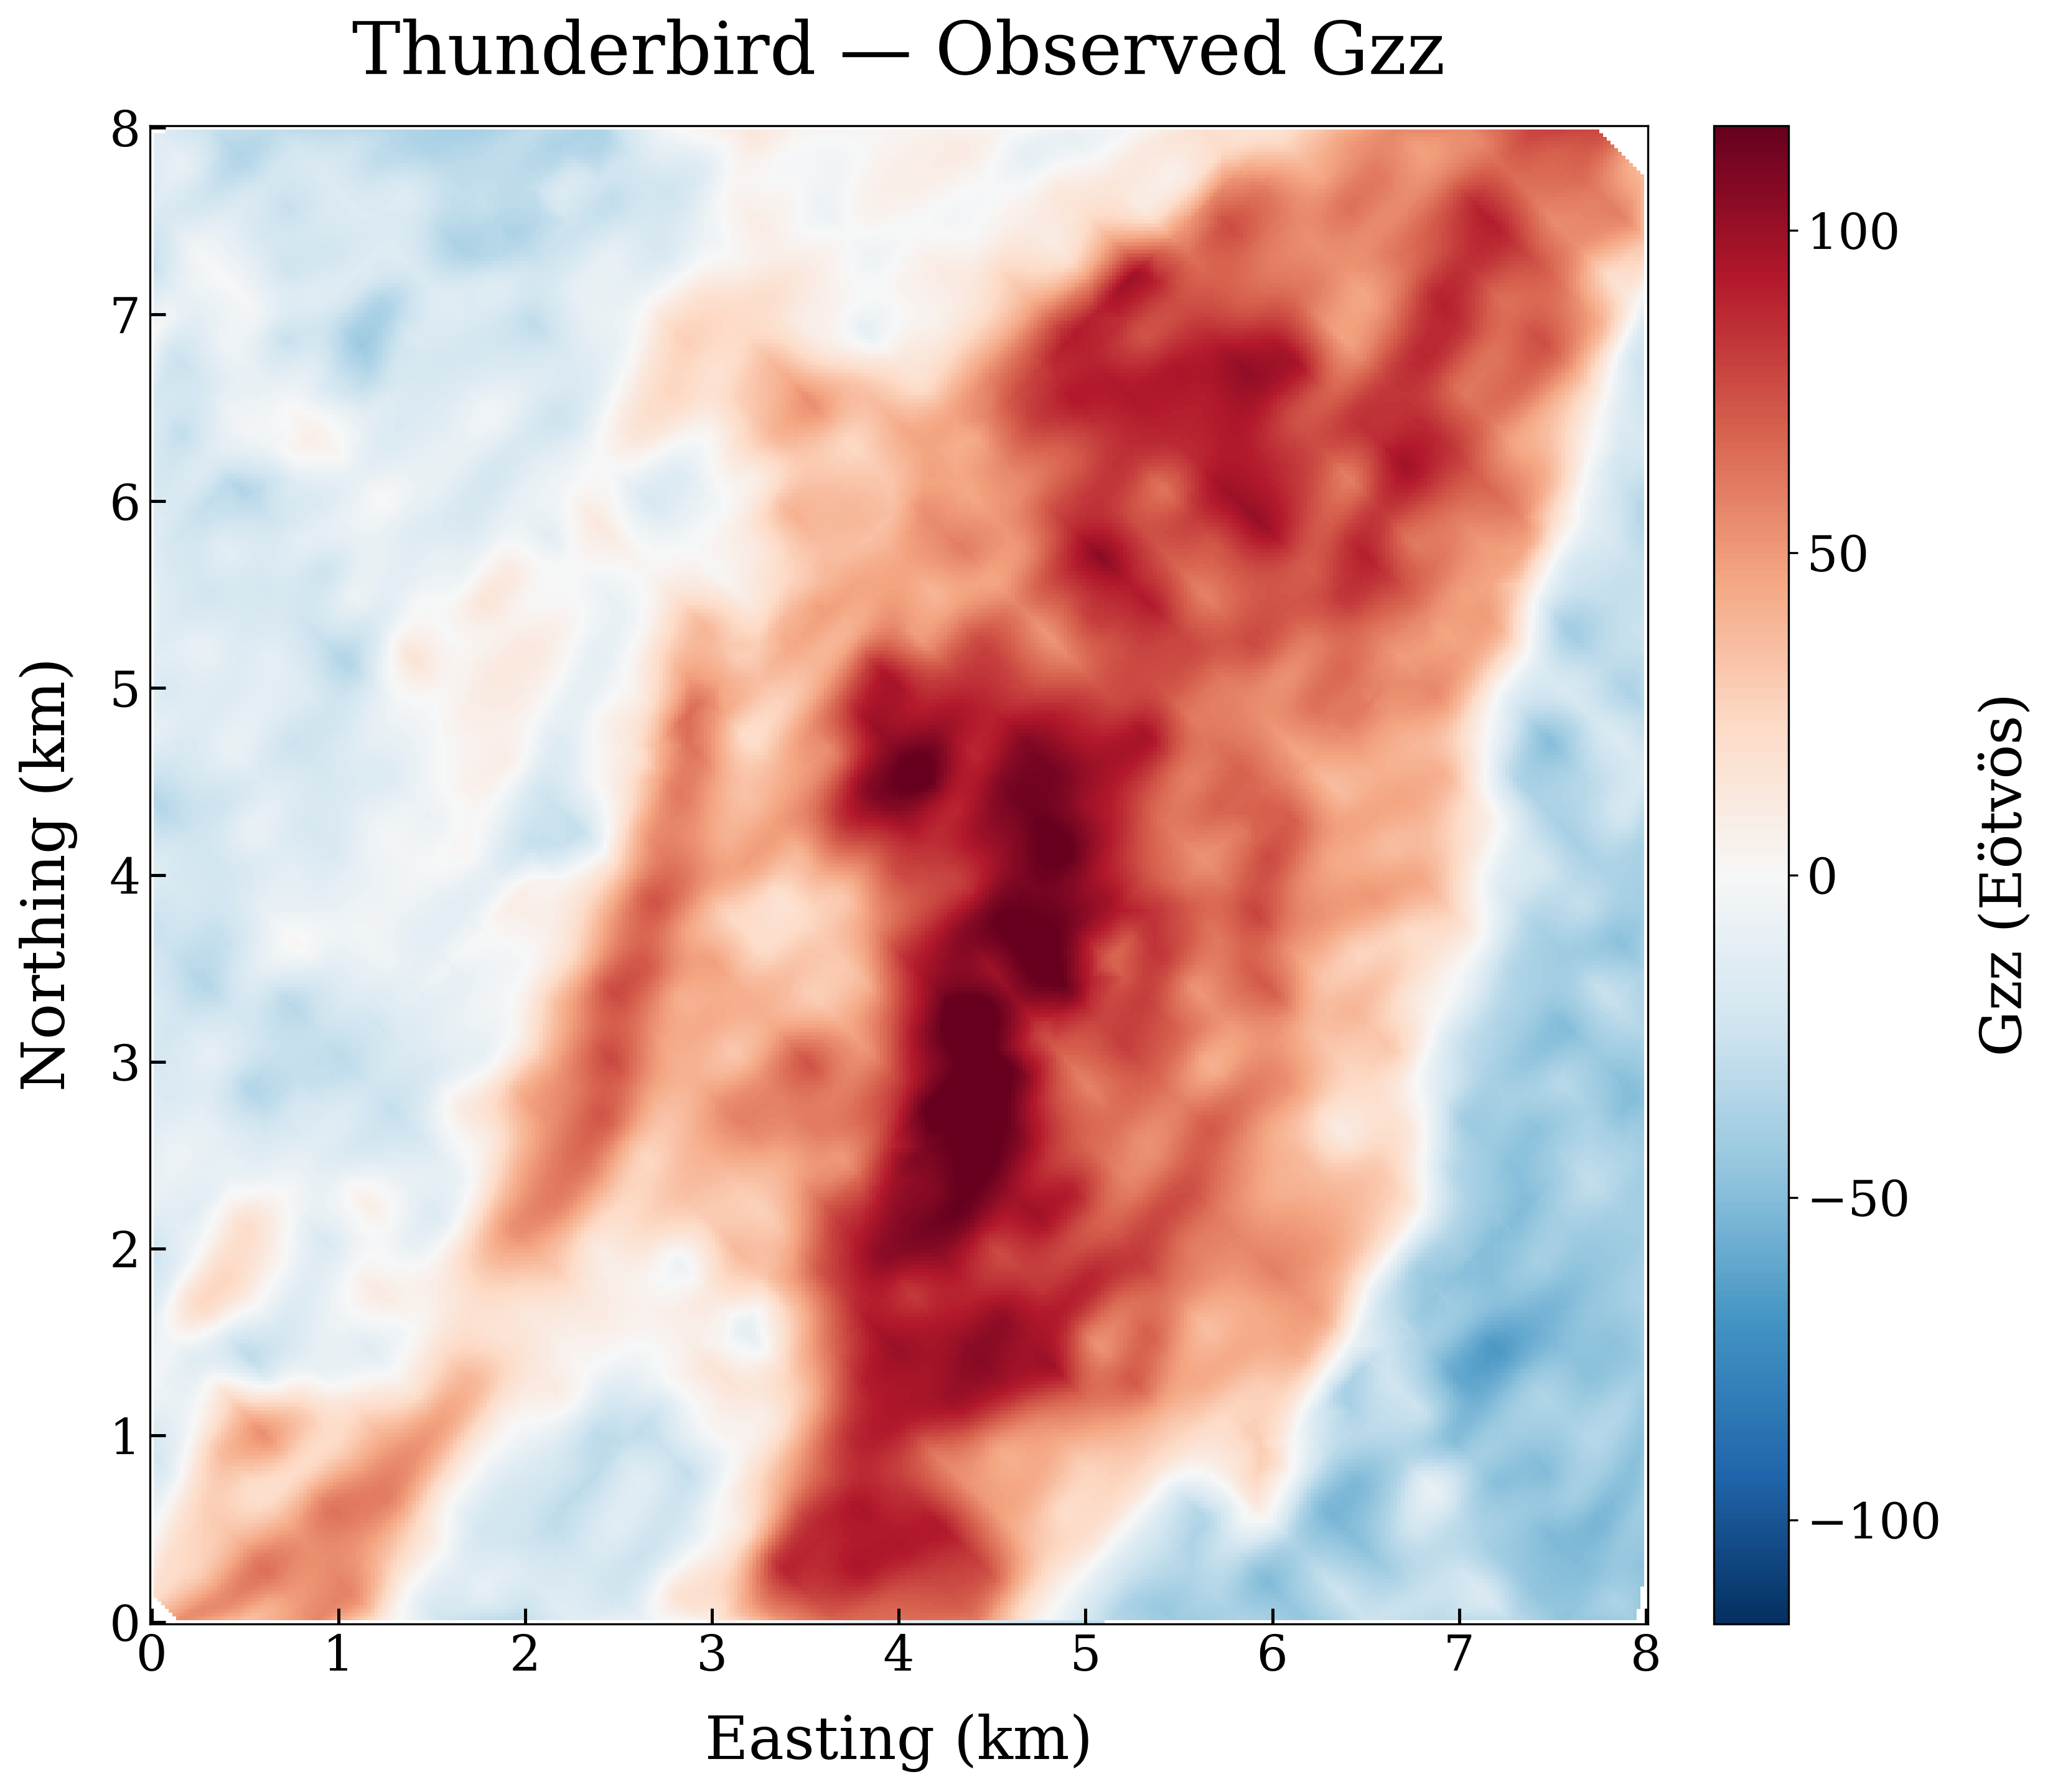 Thunderbird — Observed Gzz
8
7
6
5
4
3
2
1
0
Northing (km)
0 1 2 3 4 5 6 7 8
Easting (km)
100
50
0
−50
−100
Gzz (Eötvös)